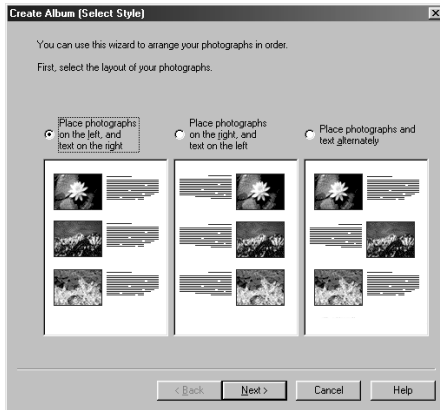 Create Album (Select Style)
You can use this wizard to arrange your photographs in order.
First, select the layout of your photographs.
Place photographs
on the left, and
text on the right
Place photographs
on the right, and
text on the left
Place photographs and
text alternately
< Back
Next >
Cancel
Help